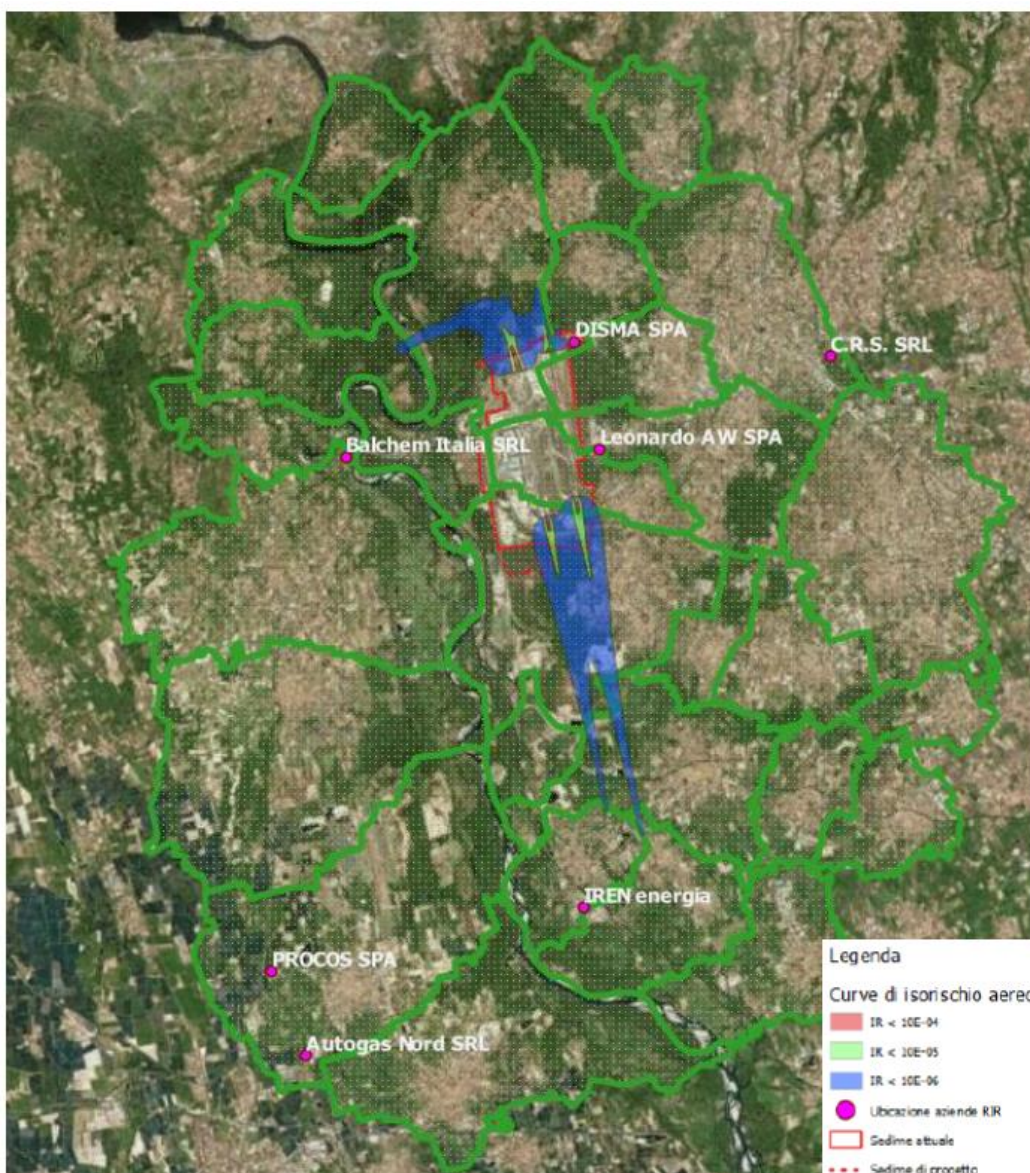 DISMA SPA
C.R.S. SRL
Balchem Italia SRL
Leonardo AW SPA
IREN energia
PROCOS SPA
Autogas Nord SRL
Legenda
Curve di isorischio aereo
IR < 10E-04
IR < 10E-05
IR < 10E-06
Ubicazione aziende RIR
Sedime attuale
Sedime di progetto